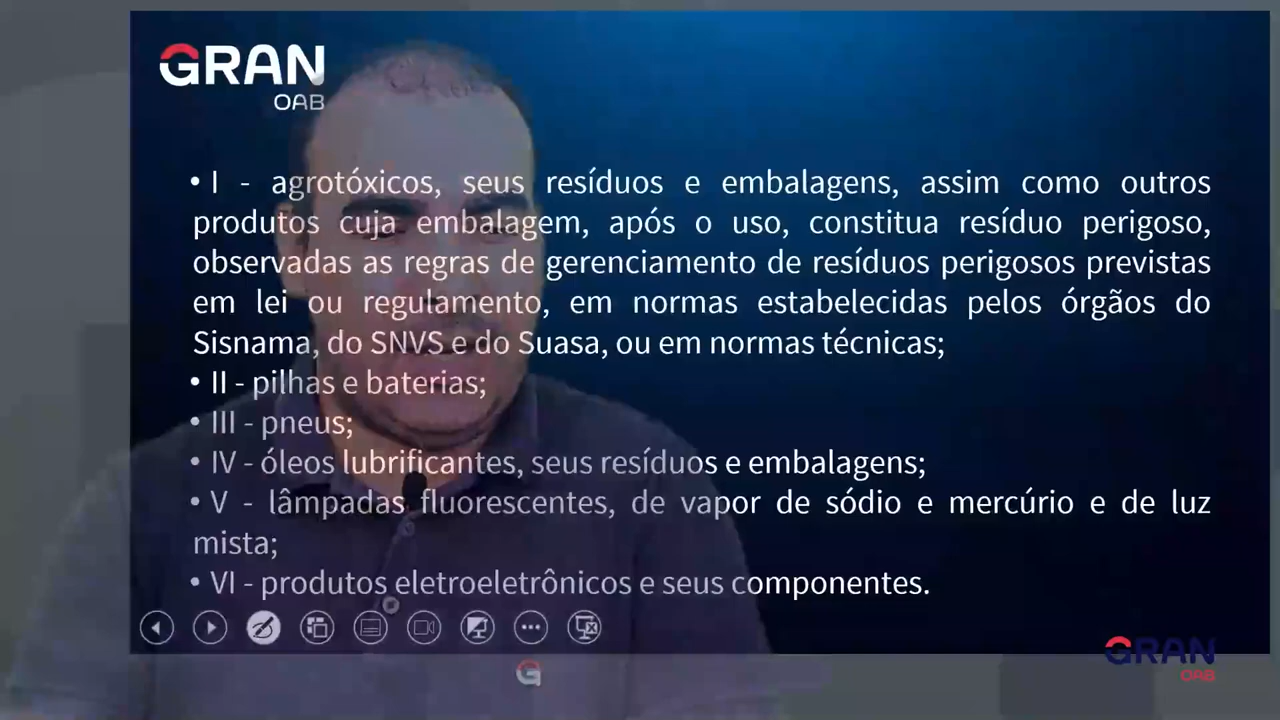 GRAN
OAB
• I - agrotóxicos, seus resíduos e embalagens, assim como outros
produtos cuja embalagem, após o uso, constitua resíduo perigoso,
observadas as regras de gerenciamento de resíduos perigosos previstas
em lei ou regulamento, em normas estabelecidas pelos órgãos do
Sisnama, do SNVS e do Suasa, ou em normas técnicas;
• II - pilhas e baterias;
• III - pneus;
• IV - óleos lubrificantes, seus resíduos e embalagens;
• V - lâmpadas fluorescentes, de vapor de sódio e mercúrio e de luz
mista;
• VI - produtos eletroeletrônicos e seus componentes.
G
GRAN
OAB